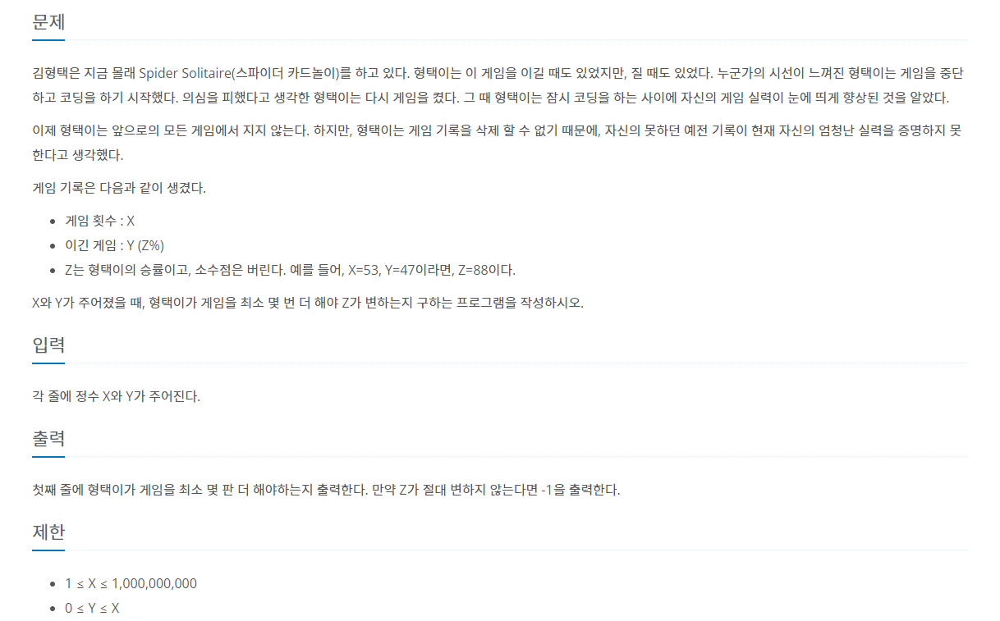 문제
김형택은 지금 몰래 Spider Solitaire(스파이더 카드놀이)를 하고 있다. 형택이는 이 게임을 이길 때도 있었지만, 질 때도 있었다. 누군가의 시선이 느껴진 형택이는 게임을 중단
하고 코딩을 하기 시작했다. 의심을 피했다고 생각한 형택이는 다시 게임을 켰다. 그 때 형택이는 잠시 코딩을 하는 사이에 자신의 게임 실력이 눈에 띄게 향상된 것을 알았다.
이제 형택이는 앞으로의 모든 게임에서 지지 않는다. 하지만, 형택이는 게임 기록을 삭제 할 수 없기 때문에, 자신의 못하던 예전 기록이 현재 자신의 엄청난 실력을 증명하지 못
한다고 생각했다.
게임 기록은 다음과 같이 생겼다.
• 게임 횟수 : X
• 이긴 게임 : Y (Z%)
• Z는 형택이의 승률이고, 소수점은 버린다. 예를 들어, X=53, Y=47이라면, Z=88이다.
X와 Y가 주어졌을 때, 형택이가 게임을 최소 몇 번 더 해야 Z가 변하는지 구하는 프로그램을 작성하시오.
입력
각 줄에 정수 X와 Y가 주어진다.
출력
첫째 줄에 형택이가 게임을 최소 몇 판 더 해야하는지 출력한다. 만약 Z가 절대 변하지 않는다면 -1을 출력한다.
제한
• 1 ≤ X ≤ 1,000,000,000
• 0 ≤ Y ≤ X